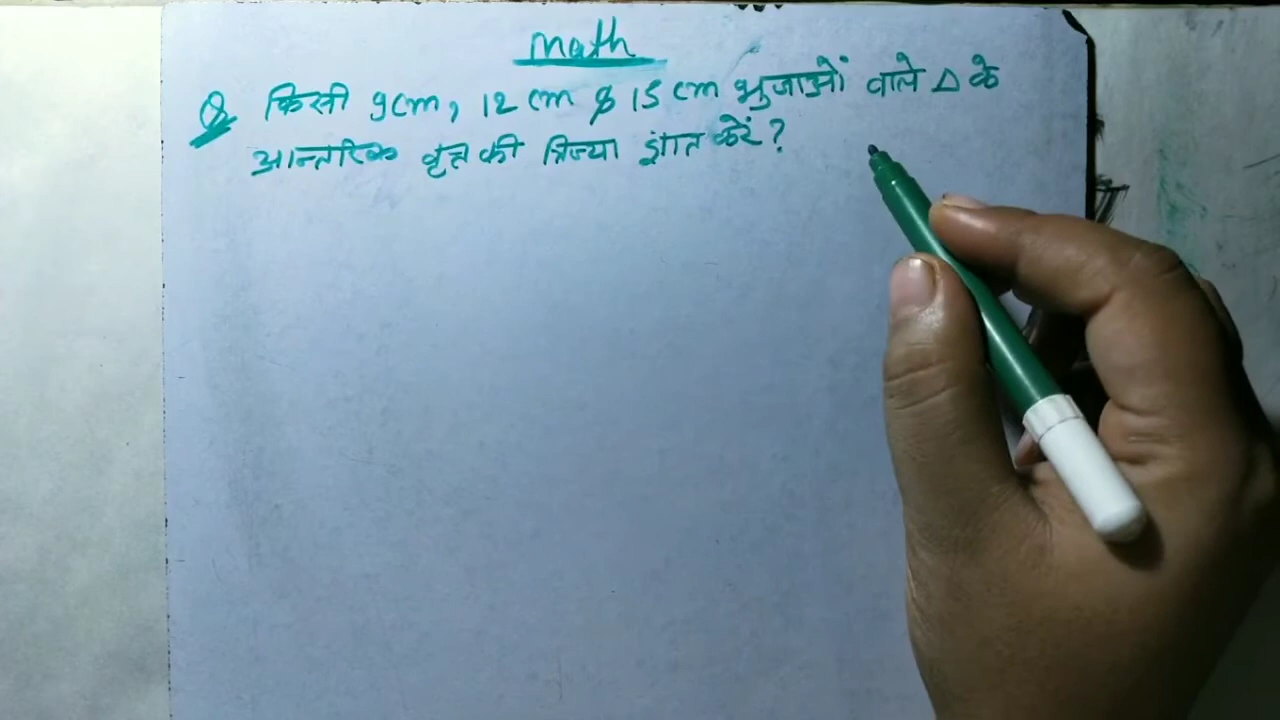 Math
Q किसी 9cm, 12 cm & 15 cm भुजाओं वाले Δ के
आन्तरिक वृत्त की त्रिज्या ज्ञात करें?